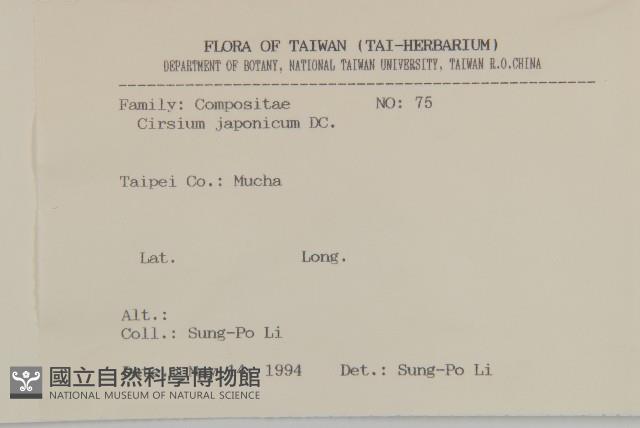 FLORA OF TAIWAN (TAI-HERBARIUM)
DEPARTMENT OF BOTANY, NATIONAL TAIWAN UNIVERSITY, TAIWAN R.O.CHINA
Family: Compositae NO: 75
Cirsium japonicum DC.
Taipei Co.: Mucha
Lat. Long.
Alt.:
Coll.: Sung-Po Li
1994 Det.: Sung-Po Li
國立自然科學博物館
NATIONAL MUSEUM OF NATURAL SCIENCE